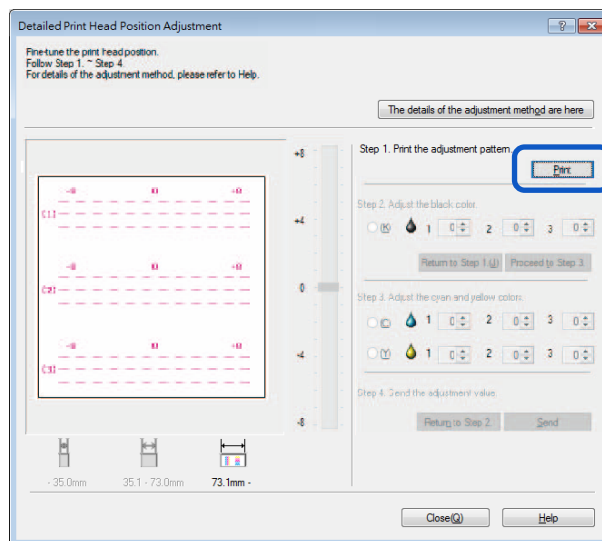 Detailed Print Head Position Adjustment
Fine-tune the print head position.
Follow Step 1. ~ Step 4.
For details of the adjustment method, please refer to Help.
The details of the adjustment method are here
Step 1. Print the adjustment pattern.
Print
+8
+4
0
-4
-8
-8 0 +8
(1)
-8 0 +8
(2)
-8 0 +8
(3)
Step 2. Adjust the black color.
(K) 1 0 2 0 3 0
Return to Step 1.(J) Proceed to Step 3.
Step 3. Adjust the cyan and yellow colors.
(C) 1 0 2 0 3 0
(Y) 1 0 2 0 3 0
Step 4. Send the adjustment value.
Return to Step 2. Send
- 35.0mm 35.1 - 73.0mm 73.1mm -
Close(Q) Help